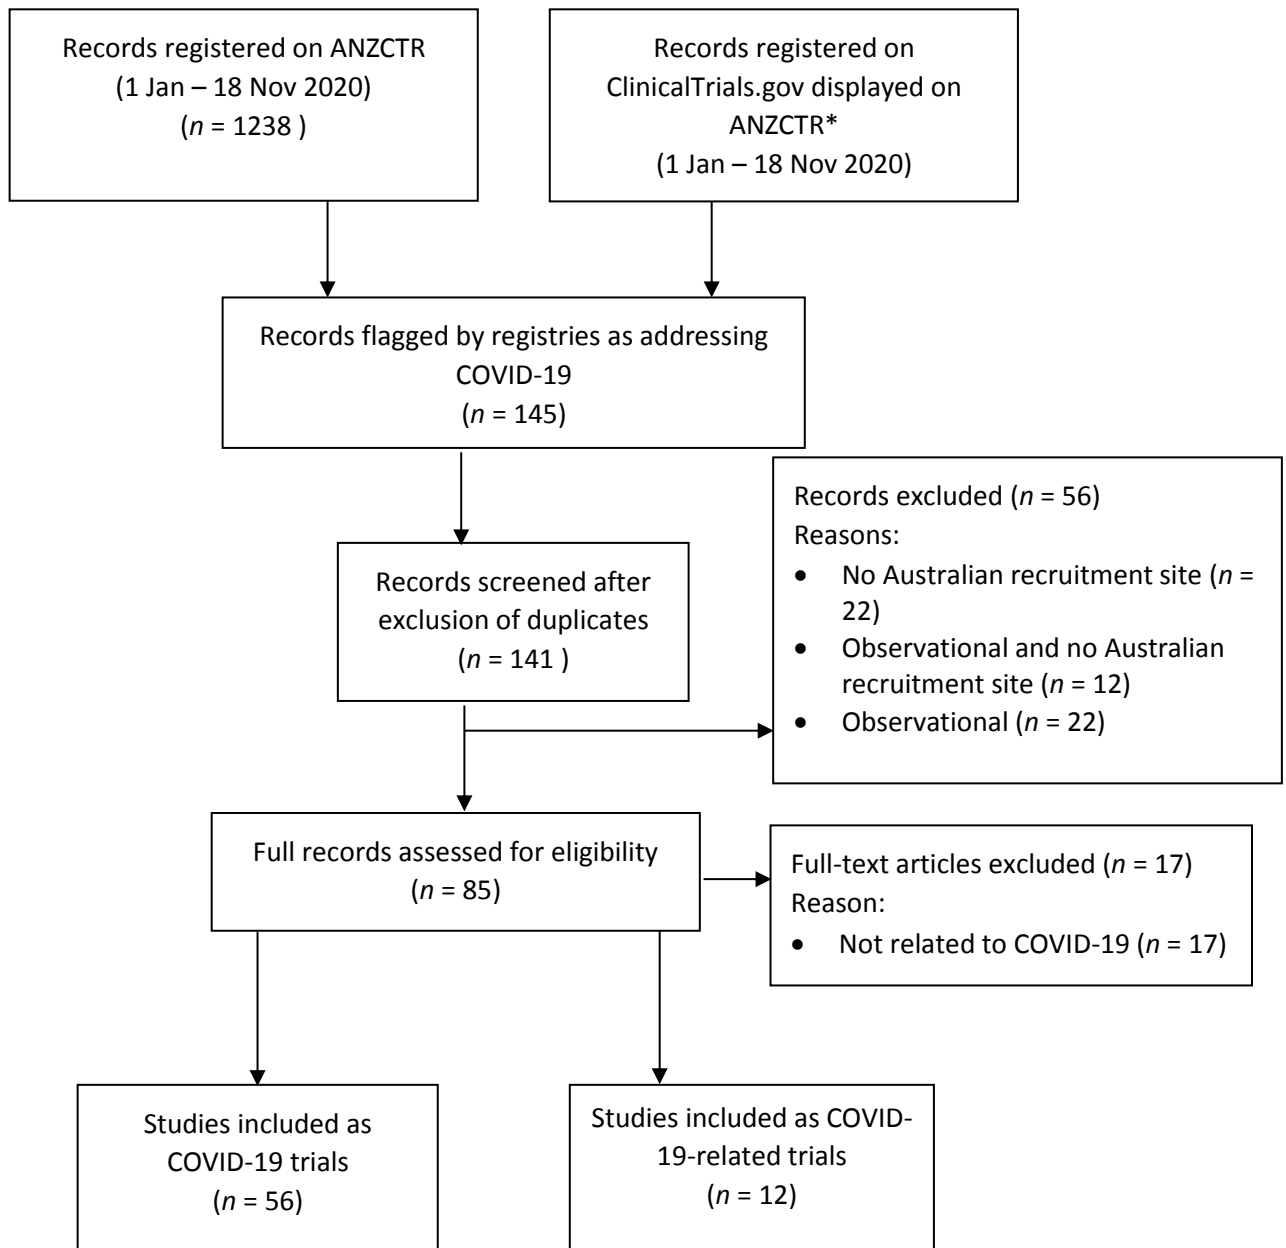 Records registered on ANZCTR
(1 Jan – 18 Nov 2020)
(n = 1238 )
Records registered on
ClinicalTrials.gov displayed on
ANZCTR*
(1 Jan – 18 Nov 2020)
Records flagged by registries as addressing
COVID-19
(n = 145)
Records screened after
exclusion of duplicates
(n = 141 )
Records excluded (n = 56)
Reasons:
• No Australian recruitment site (n =
22)
• Observational and no Australian
recruitment site (n = 12)
• Observational (n = 22)
Full records assessed for eligibility
(n = 85)
Full-text articles excluded (n = 17)
Reason:
• Not related to COVID-19 (n = 17)
Studies included as
COVID-19 trials
(n = 56)
Studies included as COVID-
19-related trials
(n = 12)